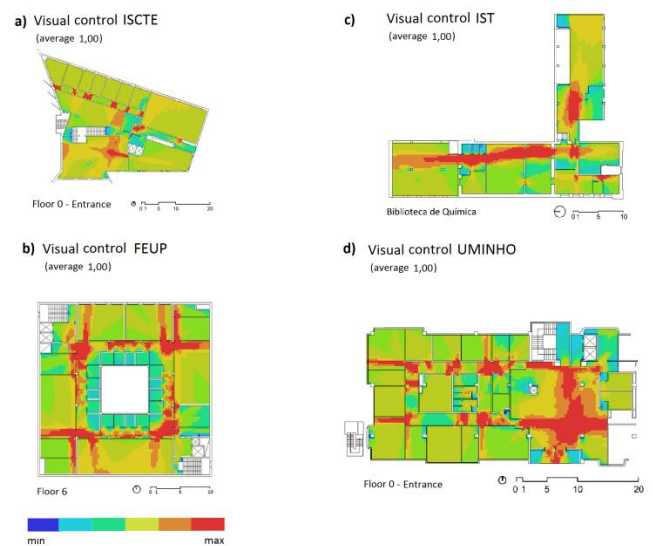 a) Visual control ISCTE
(average 1,00)
Floor 0 - Entrance
0 1 5 10 20
b) Visual control FEUP
(average 1,00)
Floor 6
0 1 5 10
min max
c) Visual control IST
(average 1,00)
Biblioteca de Química
0 1 5 10
d) Visual control UMINHO
(average 1,00)
Floor 0 - Entrance
0 1 5 10 20